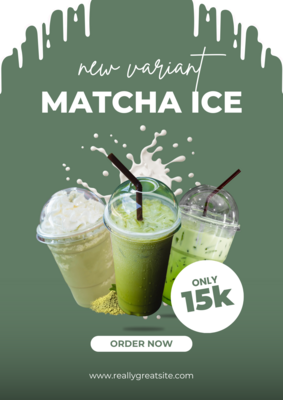 new variant
MATCHA ICE
ONLY
15k
ORDER NOW
www.reallygreatsite.com